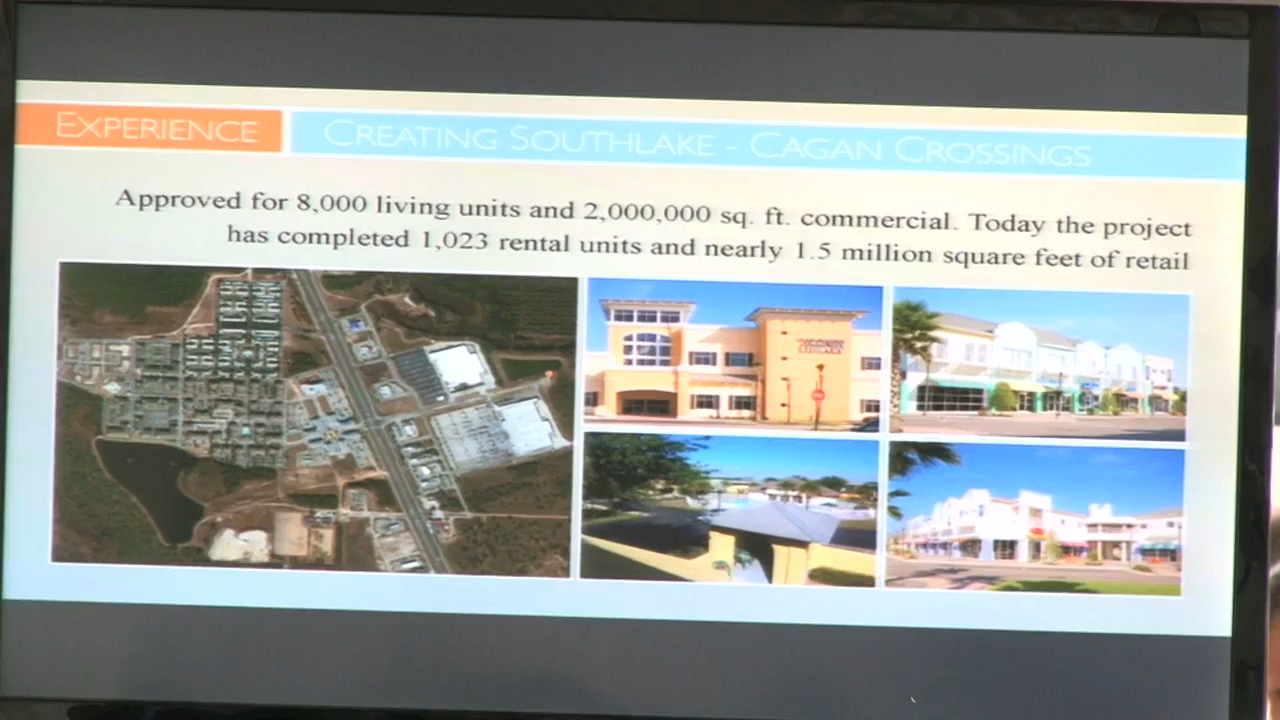 EXPERIENCE
CREATING SOUTHLAKE - CAGAN CROSSINGS
Approved for 8,000 living units and 2,000,000 sq. ft. commercial. Today the project
has completed 1,023 rental units and nearly 1.5 million square feet of retail